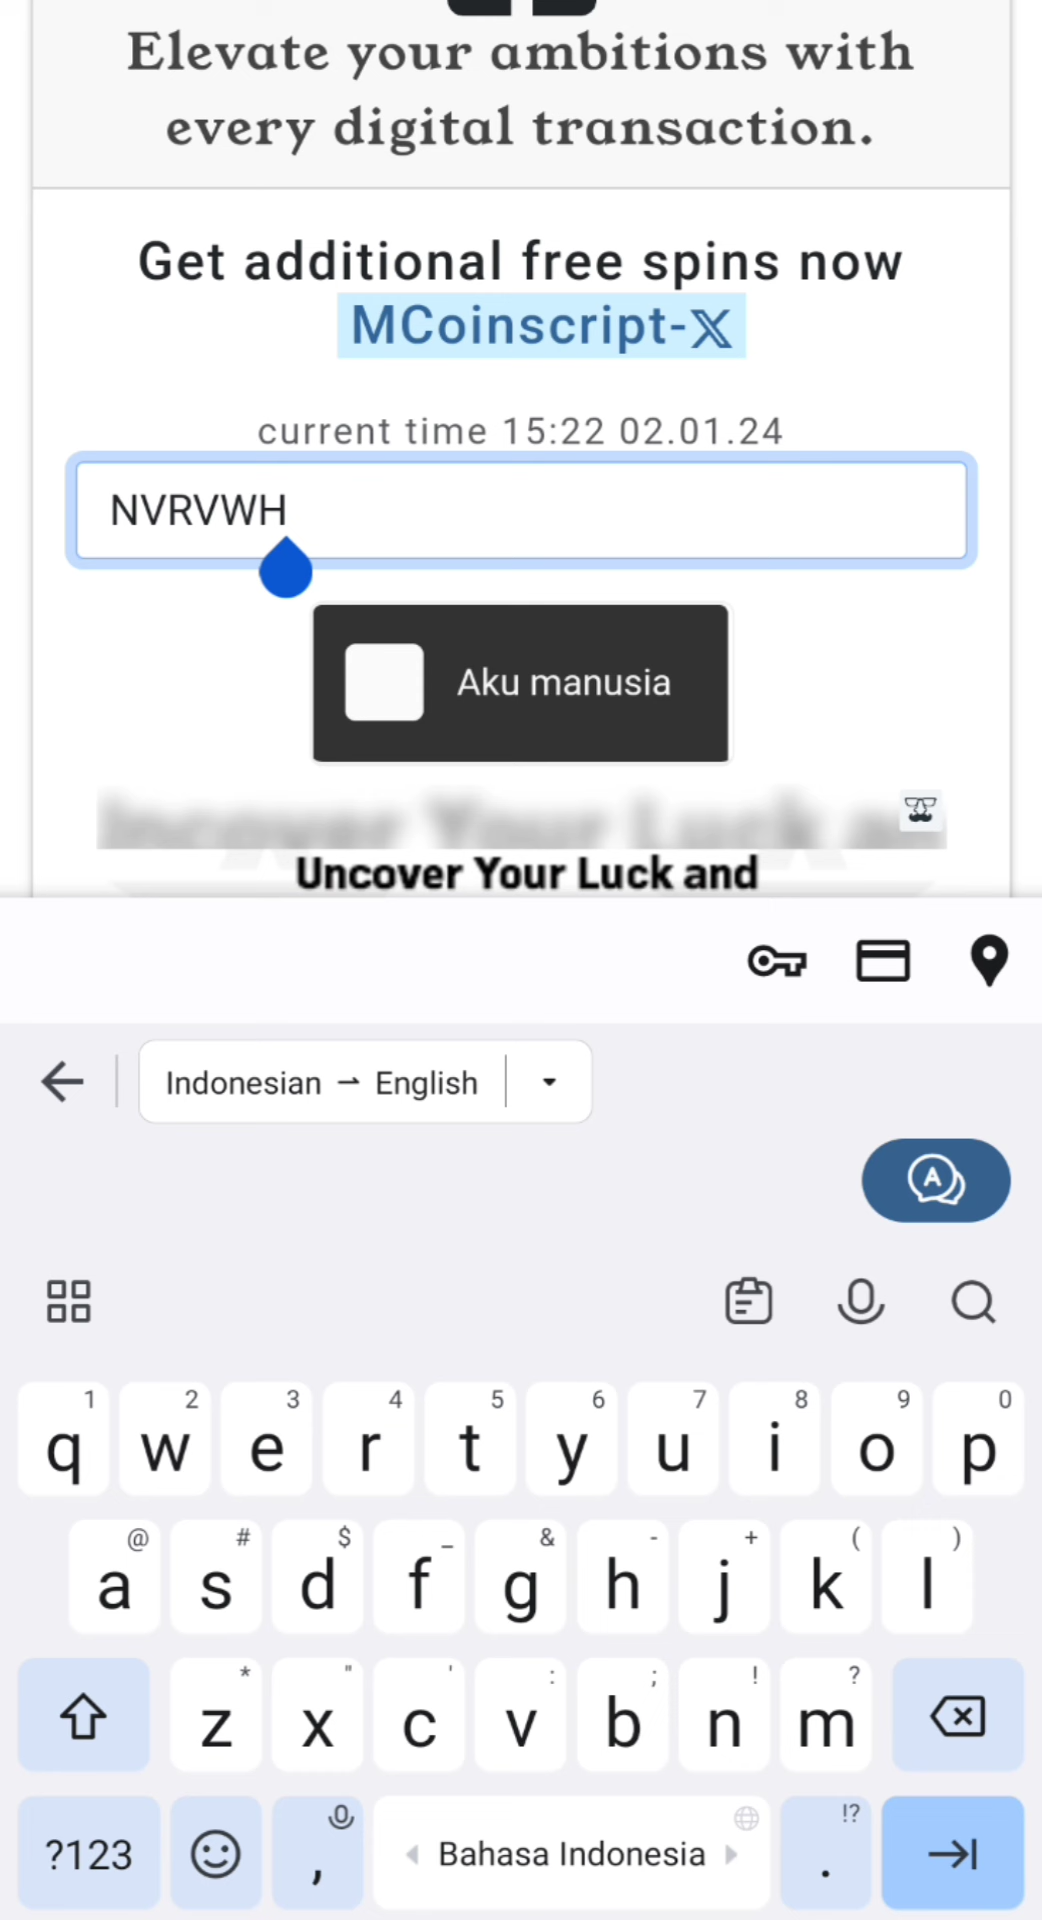 Elevate your ambitions with
every digital transaction.
Get additional free spins now
MCoinscript-𝕏
current time 15:22 02.01.24
NVRVWH
Aku manusia
Uncover Your Luck and
Indonesian → English
A
1 2 3 4 5 6 7 8 9 0
q w e r t y u i o p
@ # $ _ & - + ( )
a s d f g h j k l
* " ' : ; ! ?
z x c v b n m
!?
?123 , Bahasa Indonesia .